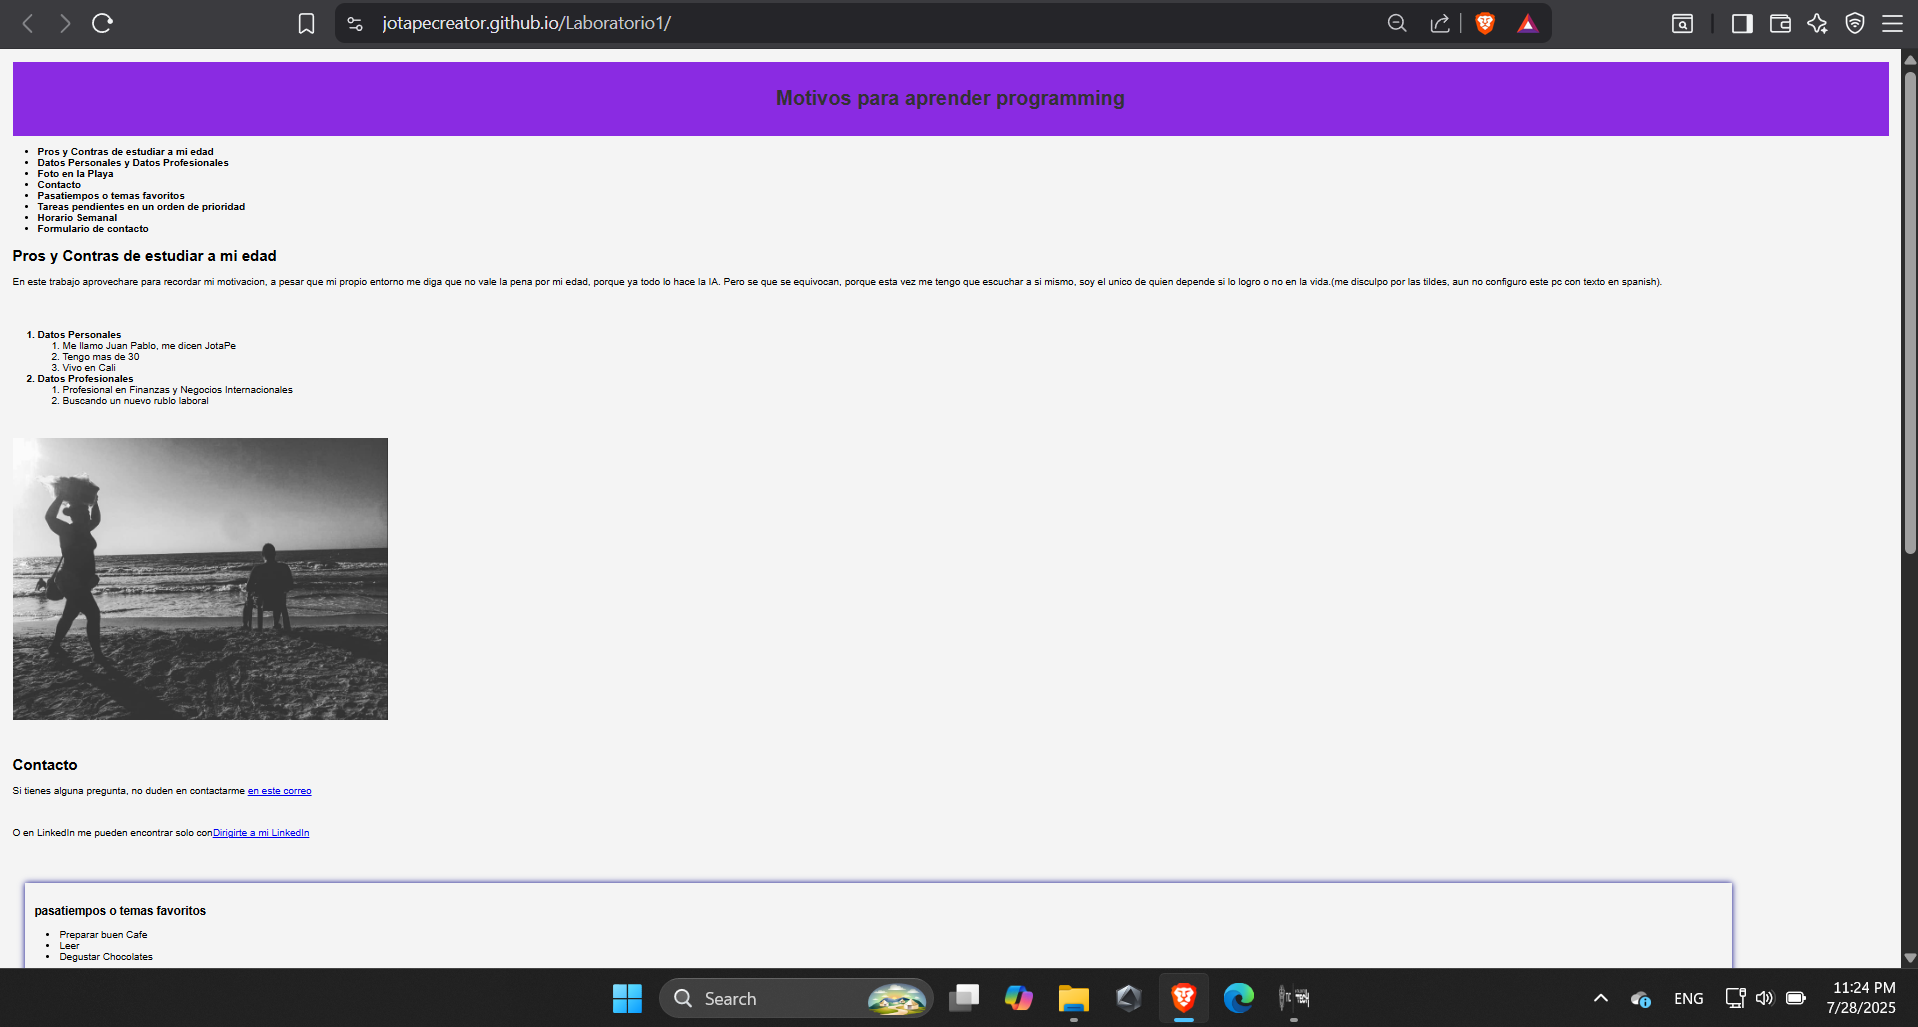 jotapecreator.github.io/Laboratorio1/
Motivos para aprender programming
Pros y Contras de estudiar a mi edad
Datos Personales y Datos Profesionales
Foto en la Playa
Contacto
Pasatiempos o temas favoritos
Tareas pendientes en un orden de prioridad
Horario Semanal
Formulario de contacto
Pros y Contras de estudiar a mi edad
En este trabajo aprovechare para recordar mi motivacion, a pesar que mi propio entorno me diga que no vale la pena por mi edad, porque ya todo lo hace la IA. Pero se que se equivocan, porque esta vez me tengo que escuchar a si mismo, soy el unico de quien depende si lo logro o no en la vida.(me disculpo por las tildes, aun no configuro este pc con texto en spanish).
1. Datos Personales
1. Me llamo Juan Pablo, me dicen JotaPe
2. Tengo mas de 30
3. Vivo en Cali
2. Datos Profesionales
1. Profesional en Finanzas y Negocios Internacionales
2. Buscando un nuevo rublo laboral
Contacto
Si tienes alguna pregunta, no duden en contactarme en este correo
O en LinkedIn me pueden encontrar solo conDirigirte a mi LinkedIn
pasatiempos o temas favoritos
Preparar buen Cafe
Leer
Degustar Chocolates
Search
ENG
11:24 PM
7/28/2025